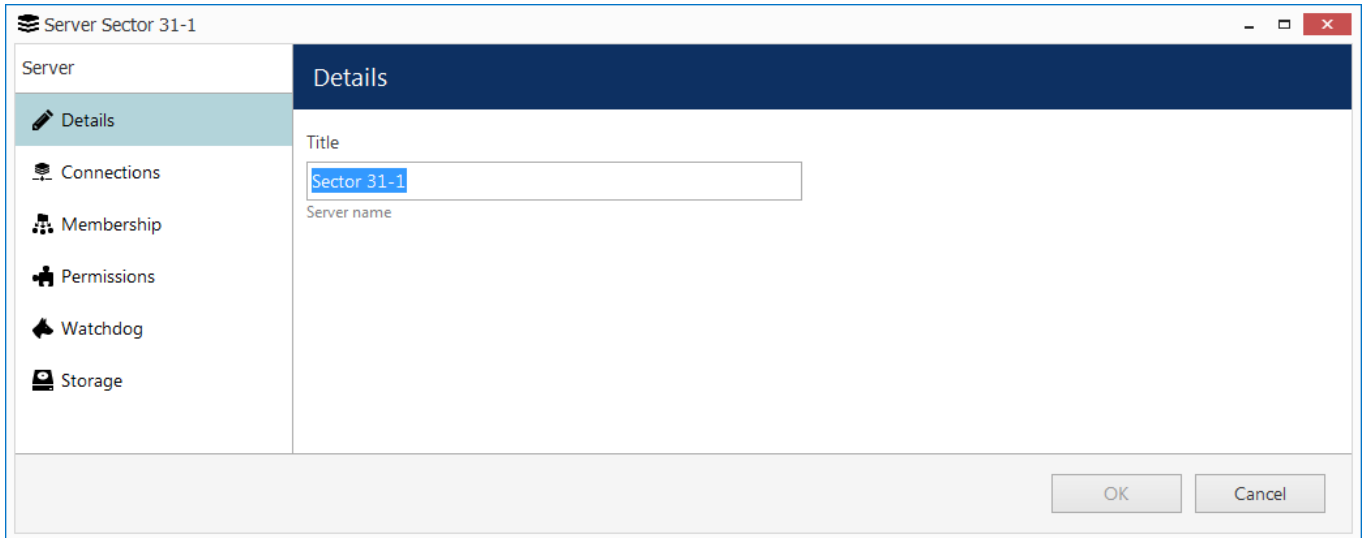 Server Sector 31-1
Server
Details
Connections
Membership
Permissions
Watchdog
Storage
Details
Title
Sector 31-1
Server name
OK
Cancel